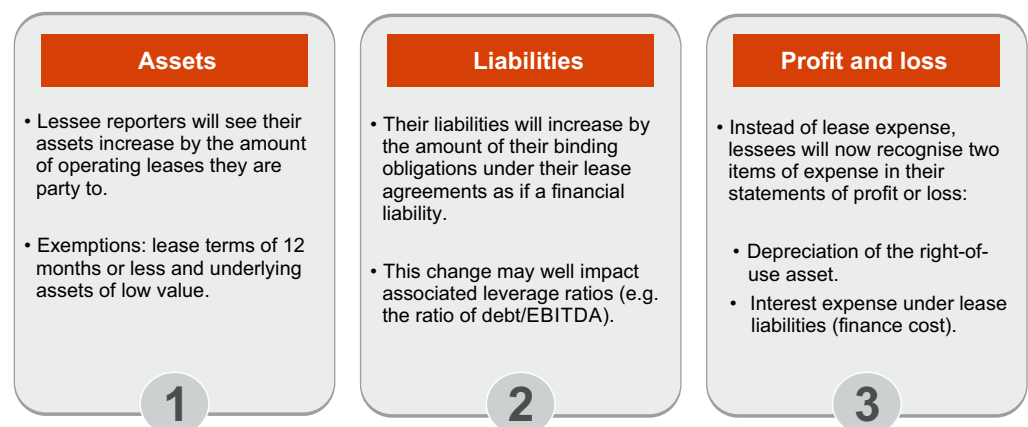 Assets
• Lessee reporters will see their
assets increase by the amount
of operating leases they are
party to.
• Exemptions: lease terms of 12
months or less and underlying
assets of low value.
1
Liabilities
• Their liabilities will increase by
the amount of their binding
obligations under their lease
agreements as if a financial
liability.
• This change may well impact
associated leverage ratios (e.g.
the ratio of debt/EBITDA).
2
Profit and loss
• Instead of lease expense,
lessees will now recognise two
items of expense in their
statements of profit or loss:
• Depreciation of the right-of-
use asset.
• Interest expense under lease
liabilities (finance cost).
3